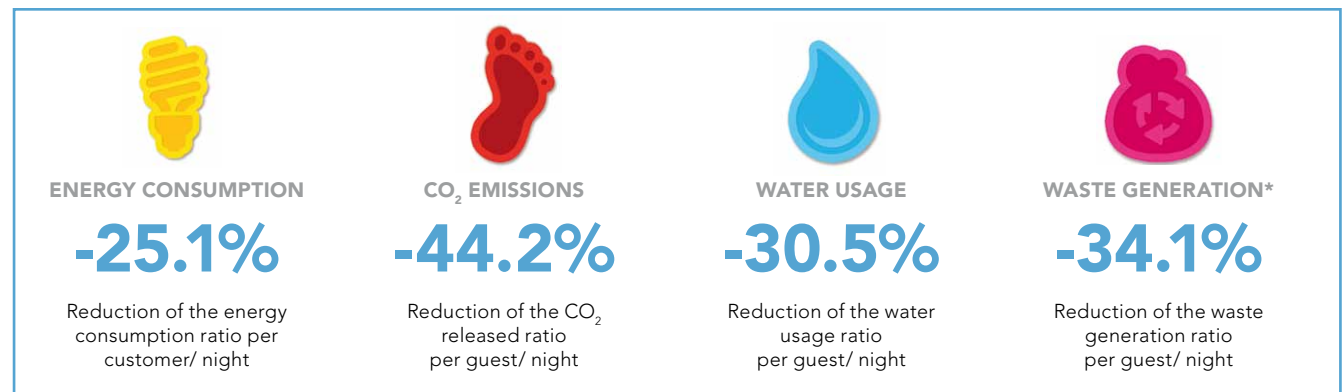 ENERGY CONSUMPTION
-25.1%
Reduction of the energy
consumption ratio per
customer/ night
CO₂ EMISSIONS
-44.2%
Reduction of the CO₂
released ratio
per guest/ night
WATER USAGE
-30.5%
Reduction of the water
usage ratio
per guest/ night
WASTE GENERATION*
-34.1%
Reduction of the waste
generation ratio
per guest/ night